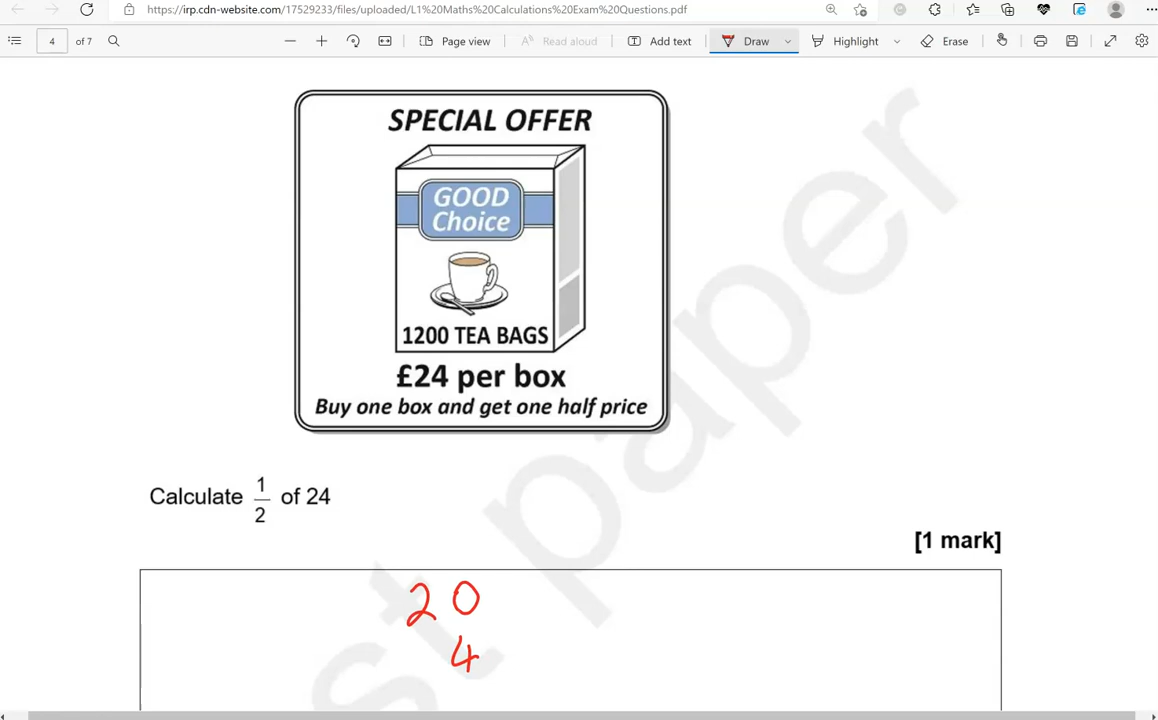 https://irp.cdn-website.com/17529233/files/uploaded/L1%20Maths%20Calculations%20Exam%20Questions.pdf
4 of 7
Page view
Read aloud
Add text
Draw
Highlight
Erase
SPECIAL OFFER
GOOD
Choice
1200 TEA BAGS
£24 per box
Buy one box and get one half price
Calculate 1/2 of 24
[1 mark]
20
4
st paper